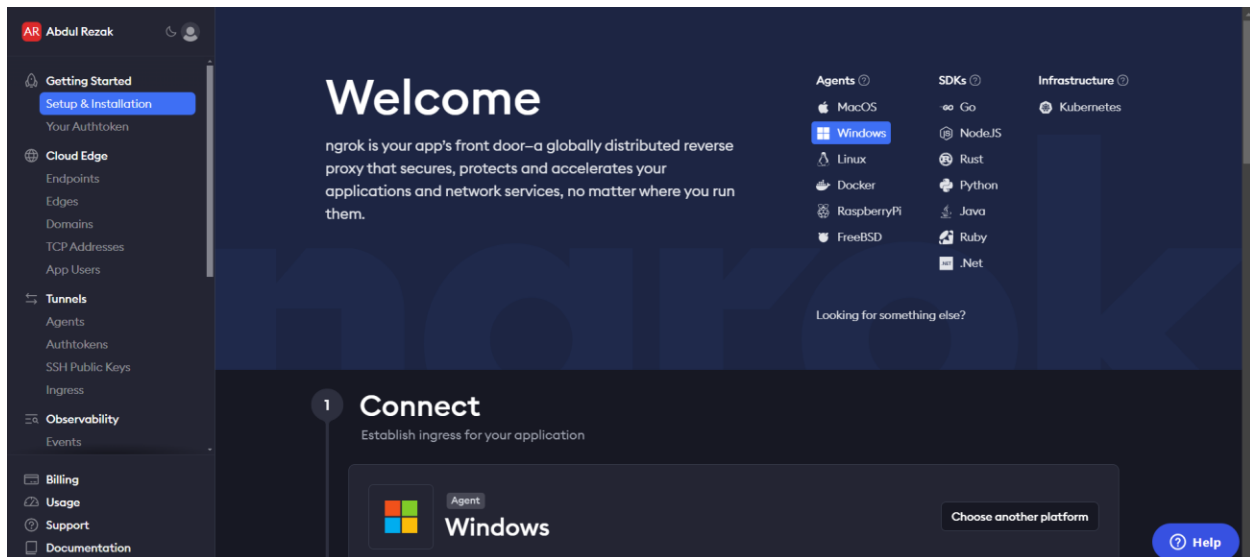 AR Abdul Rezak
Getting Started
Setup & Installation
Your Authtoken
Cloud Edge
Endpoints
Edges
Domains
TCP Addresses
App Users
Tunnels
Agents
Authtokens
SSH Public Keys
Ingress
Observability
Events
Billing
Usage
Support
Documentation
ngrok
Welcome
ngrok is your app's front door—a globally distributed reverse
proxy that secures, protects and accelerates your
applications and network services, no matter where you run
them.
Agents ?
MacOS
Windows
Linux
Docker
RaspberryPi
FreeBSD
SDKs ?
GO Go
JS NodeJS
R Rust
Python
Java
Ruby
.NET .Net
Infrastructure ?
Kubernetes
Looking for something else?
1 Connect
Establish ingress for your application
Agent
Windows
Choose another platform
? Help